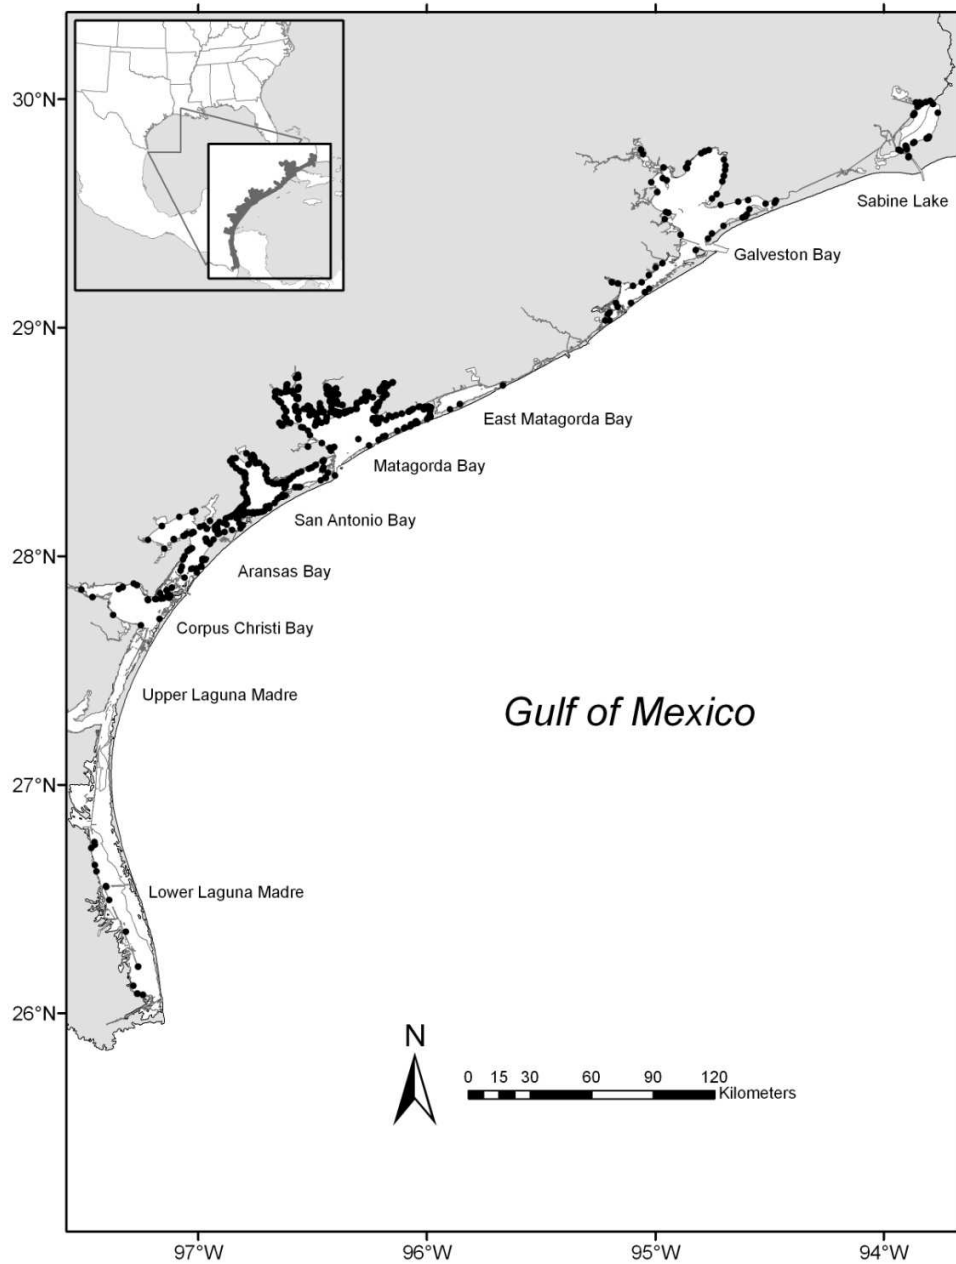 30°N
29°N
28°N
27°N
26°N
Sabine Lake
Galveston Bay
East Matagorda Bay
Matagorda Bay
San Antonio Bay
Aransas Bay
Corpus Christi Bay
Upper Laguna Madre
Gulf of Mexico
Lower Laguna Madre
N
0 15 30 60 90 120
Kilometers
97°W 96°W 95°W 94°W